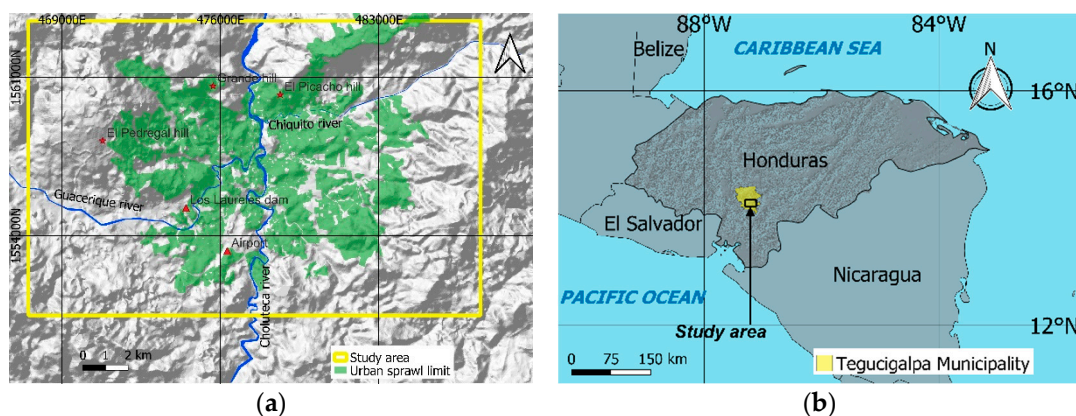 469000E
476000E
483000E
1561000N
1554000N
Grande hill
El Picacho hill
Chiquito river
El Pedregal hill
Guacerique river
Los Laureles dam
Airport
Choluteca river
0 1 2 km
Study area
Urban sprawl limit
(a)
88°W
84°W
Belize
CARIBBEAN SEA
N
16°N
Honduras
El Salvador
Nicaragua
PACIFIC OCEAN
Study area
12°N
0 75 150 km
Tegucigalpa Municipality
(b)